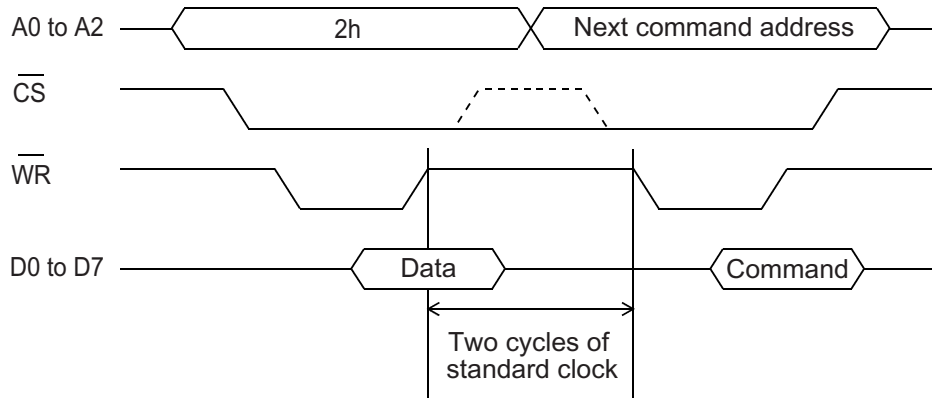 A0 to A2
2h
Next command address
CS
WR
D0 to D7
Data
Command
Two cycles of
standard clock